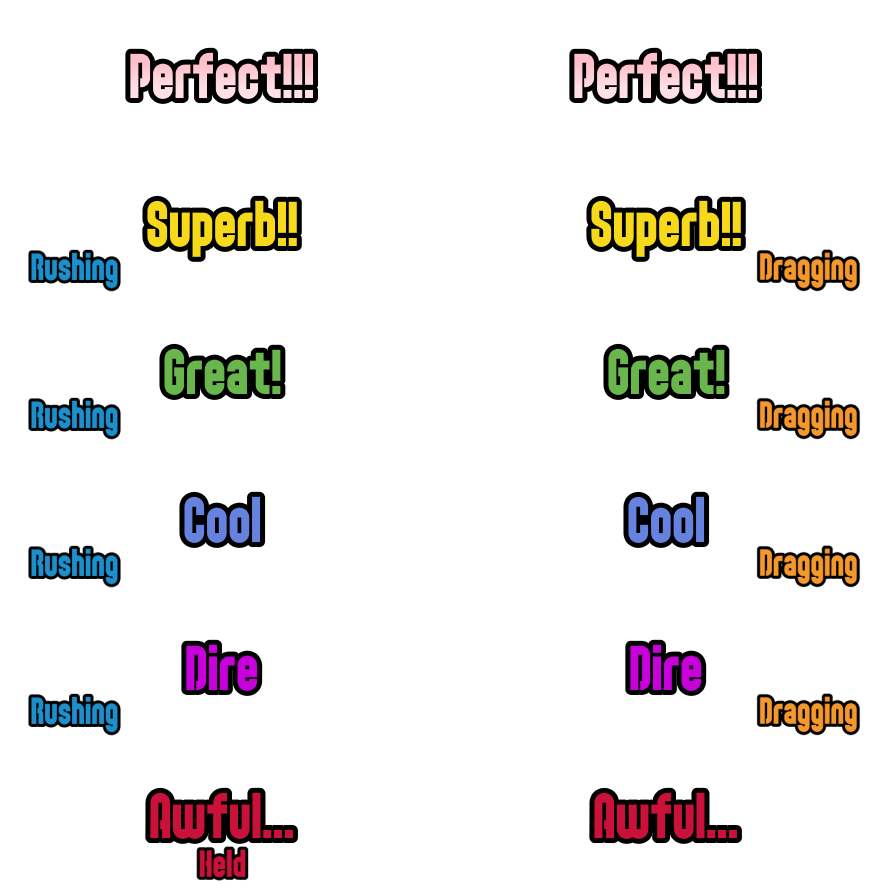 Perfect!!! Perfect!!!
Superb!! Superb!!
Rushing Dragging
Great! Great!
Rushing Dragging
Cool Cool
Rushing Dragging
Dire Dire
Rushing Dragging
Awful... Awful...
Held